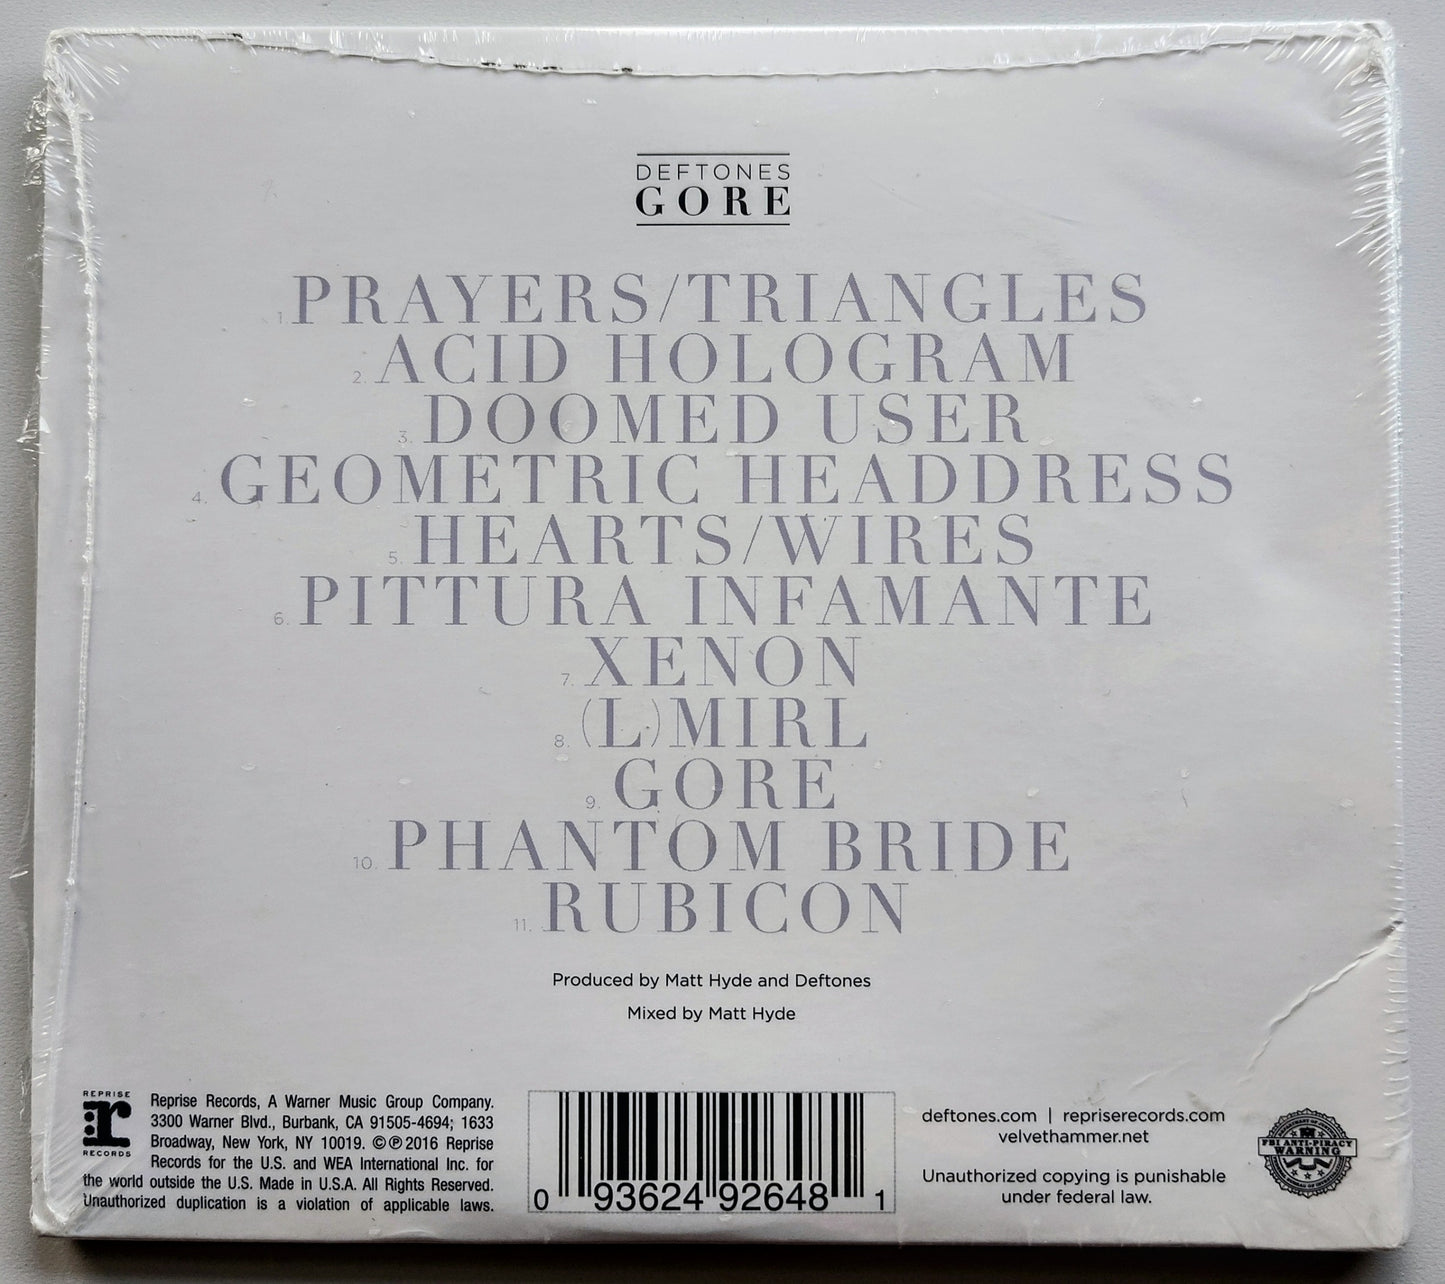 DEFTONES
GORE
1. PRAYERS/TRIANGLES
2. ACID HOLOGRAM
3. DOOMED USER
4. GEOMETRIC HEADDRESS
5. HEARTS/WIRES
6. PITTURA INFAMANTE
7. XENON
8. (L)MIRL
9. GORE
10. PHANTOM BRIDE
11. RUBICON
Produced by Matt Hyde and Deftones
Mixed by Matt Hyde
REPRISE
r
RECORDS
Reprise Records, A Warner Music Group Company.
3300 Warner Blvd., Burbank, CA 91505-4694; 1633
Broadway, New York, NY 10019. ©℗2016 Reprise
Records for the U.S. and WEA International Inc. for
the world outside the U.S. Made in U.S.A. All Rights Reserved.
Unauthorized duplication is a violation of applicable laws.
0 93624 92648 1
deftones.com | repriserecords.com
velvethammer.net
Unauthorized copying is punishable
under federal law.
FBI ANTI-PIRACY
WARNING